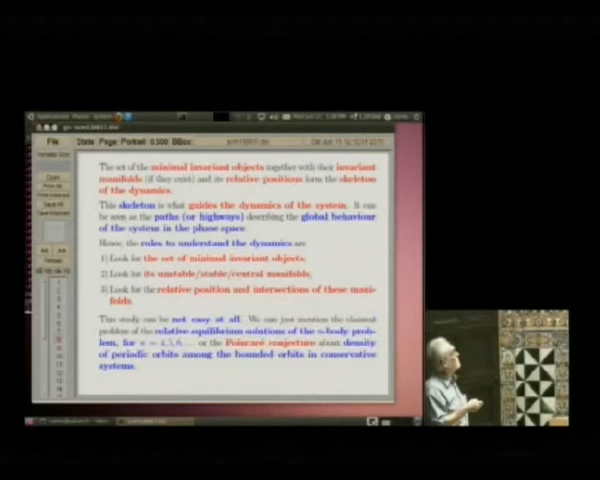 File State Page: Portrait 0.500 BBox:
The set of the minimal invariant objects together with their invariant
manifolds (if they exist) and its relative positions form the skeleton
of the dynamics.
This skeleton is what guides the dynamics of the system. It can
be seen as the paths (or highways) describing the global behaviour
of the system in the phase space
Hence, the rules to understand the dynamics are
1) Look for the set of minimal invariant objects,
2) Look for its unstable/stable/central manifolds,
3) Look for the relative position and intersections of these mani-
folds.
This study can be not easy at all. We can just mention the classical
problem of the relative equilibrium solutions of the n-body prob-
lem, for n = 4, 5, 6, ... or the Poincaré conjecture about density
of periodic orbits among the bounded orbits in conservative
systems.